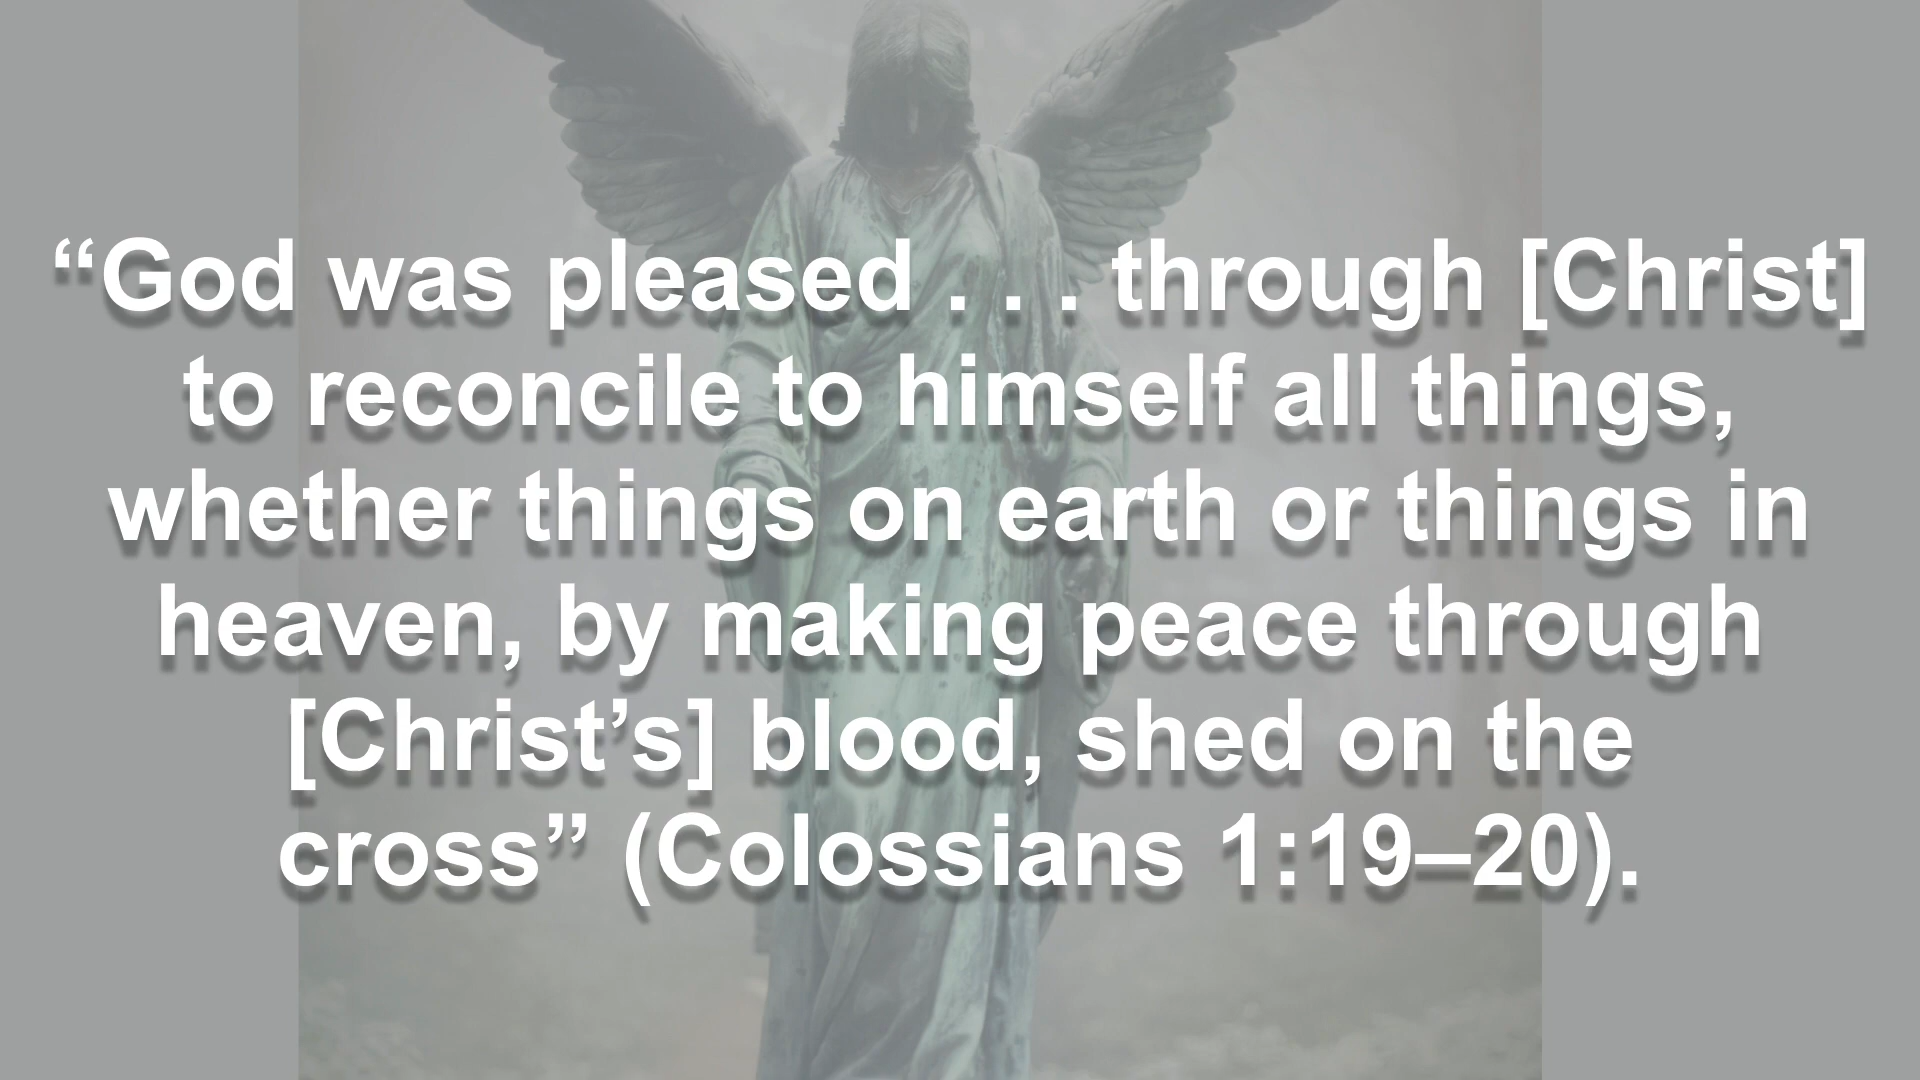 “God was pleased . . . through [Christ]
to reconcile to himself all things,
whether things on earth or things in
heaven, by making peace through
[Christ’s] blood, shed on the
cross” (Colossians 1:19–20).